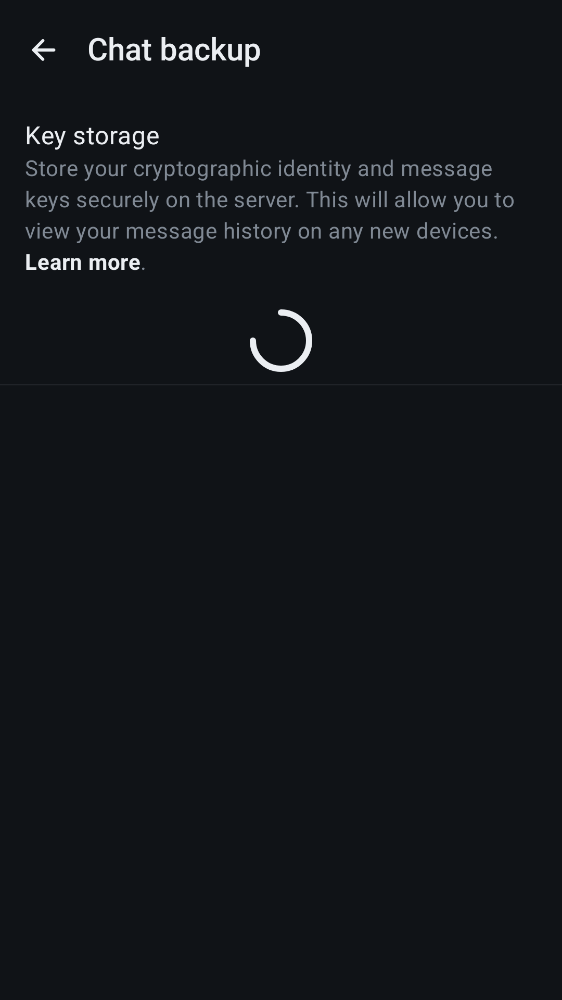 Chat backup
Key storage
Store your cryptographic identity and message
keys securely on the server. This will allow you to
view your message history on any new devices.
Learn more.